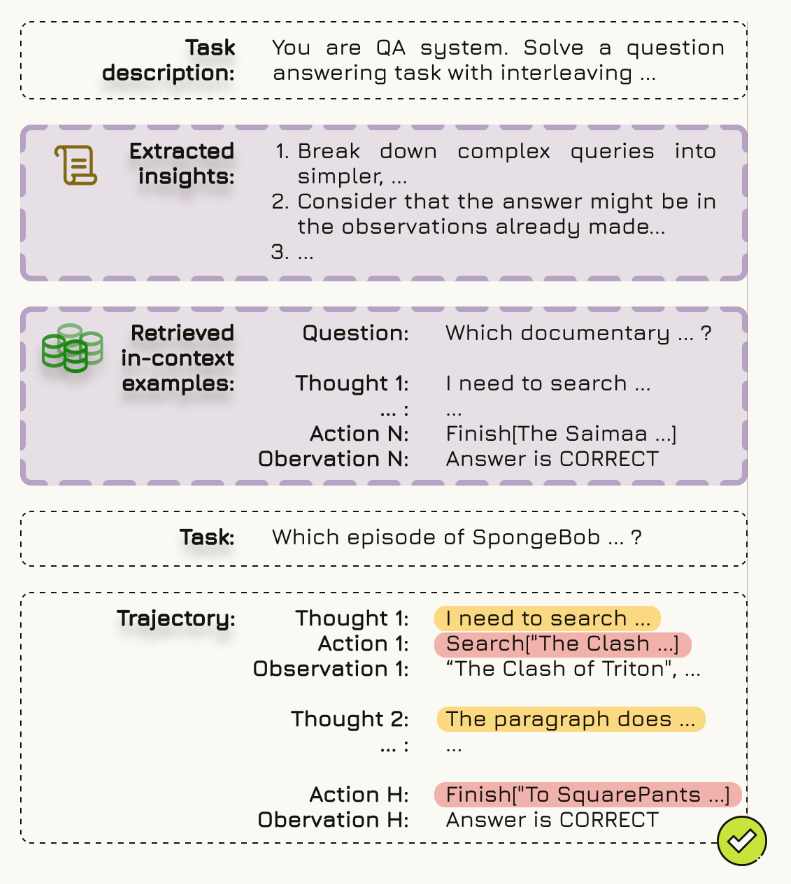 Task description: You are QA system. Solve a question
answering task with interleaving ...
Extracted insights:
1. Break down complex queries into
simpler, ...
2. Consider that the answer might be in
the observations already made...
3. ...
Retrieved in-context examples:
Question: Which documentary ... ?
Thought 1: I need to search ...
... : ...
Action N: Finish[The Saimaa ...]
Obervation N: Answer is CORRECT
Task: Which episode of SpongeBob ... ?
Trajectory:
Thought 1: I need to search ...
Action 1: Search["The Clash ...]
Observation 1: “The Clash of Triton", ...
Thought 2: The paragraph does ...
... : ...
Action H: Finish["To SquarePants ...]
Obervation H: Answer is CORRECT